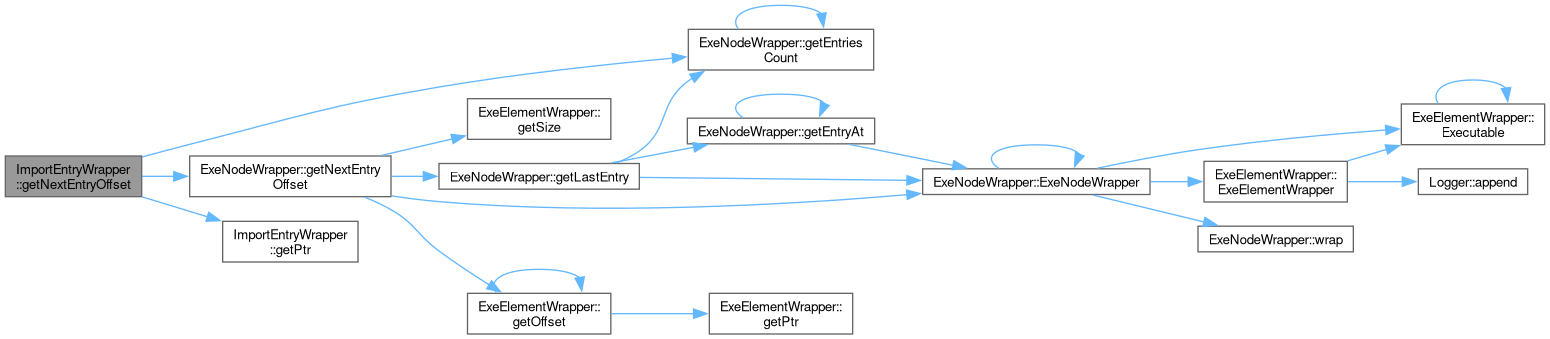 ImportEntryWrapper
::getNextEntryOffset
ExeNodeWrapper::getNextEntry
Offset
ImportEntryWrapper
::getPtr
ExeElementWrapper::
getSize
ExeNodeWrapper::getLastEntry
ExeElementWrapper::
getOffset
ExeNodeWrapper::getEntries
Count
ExeNodeWrapper::getEntryAt
ExeElementWrapper::
getPtr
ExeNodeWrapper::ExeNodeWrapper
ExeElementWrapper::
ExeElementWrapper
ExeNodeWrapper::wrap
ExeElementWrapper::
Executable
Logger::append